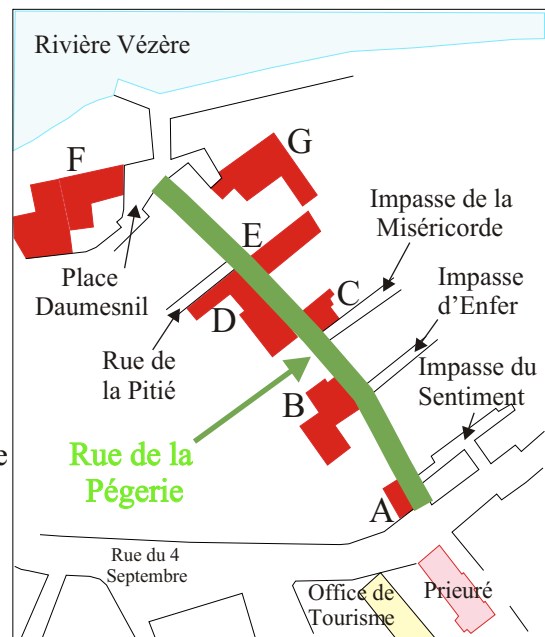 Rivière Vézère
F
G
Impasse de la
Miséricorde
E
Place
Daumesnil
C
Impasse
d'Enfer
D
Rue de
la Pitié
Impasse du
Sentiment
B
Rue de la
Pégerie
e
A
Rue du 4
Septembre
Office de
Tourisme
Prieuré